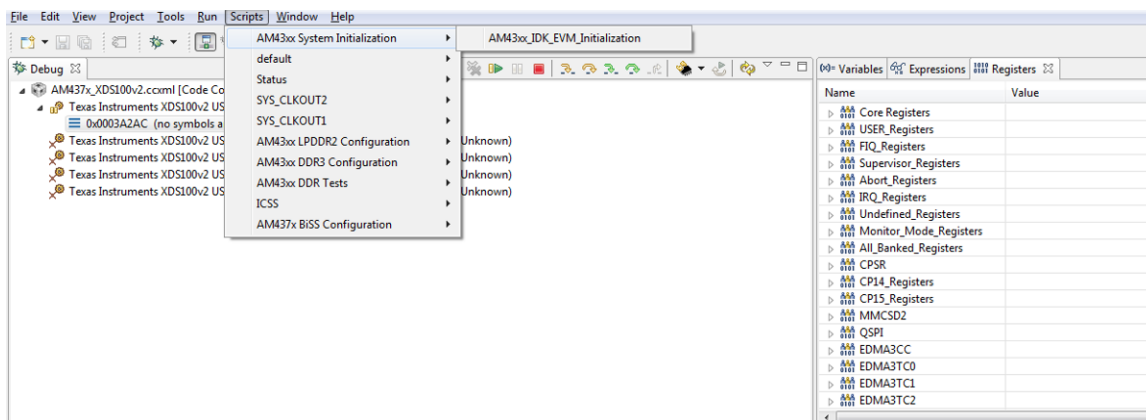 File Edit View Project Tools Run Scripts Window Help
AM43xx System Initialization
AM43xx_IDK_EVM_Initialization
default
Status
SYS_CLKOUT2
SYS_CLKOUT1
AM43xx LPDDR2 Configuration
AM43xx DDR3 Configuration
AM43xx DDR Tests
ICSS
AM437x BiSS Configuration
Debug
AM437x_XDS100v2.ccxml [Code Co
Texas Instruments XDS100v2 US
0x0003A2AC (no symbols a
Texas Instruments XDS100v2 US Unknown)
Texas Instruments XDS100v2 US Unknown)
Texas Instruments XDS100v2 US Unknown)
Texas Instruments XDS100v2 US Unknown)
(x)= Variables Expressions Registers
Name Value
Core Registers
USER_Registers
FIQ_Registers
Supervisor_Registers
Abort_Registers
IRQ_Registers
Undefined_Registers
Monitor_Mode_Registers
All_Banked_Registers
CPSR
CP14_Registers
CP15_Registers
MMCSD2
QSPI
EDMA3CC
EDMA3TC0
EDMA3TC1
EDMA3TC2